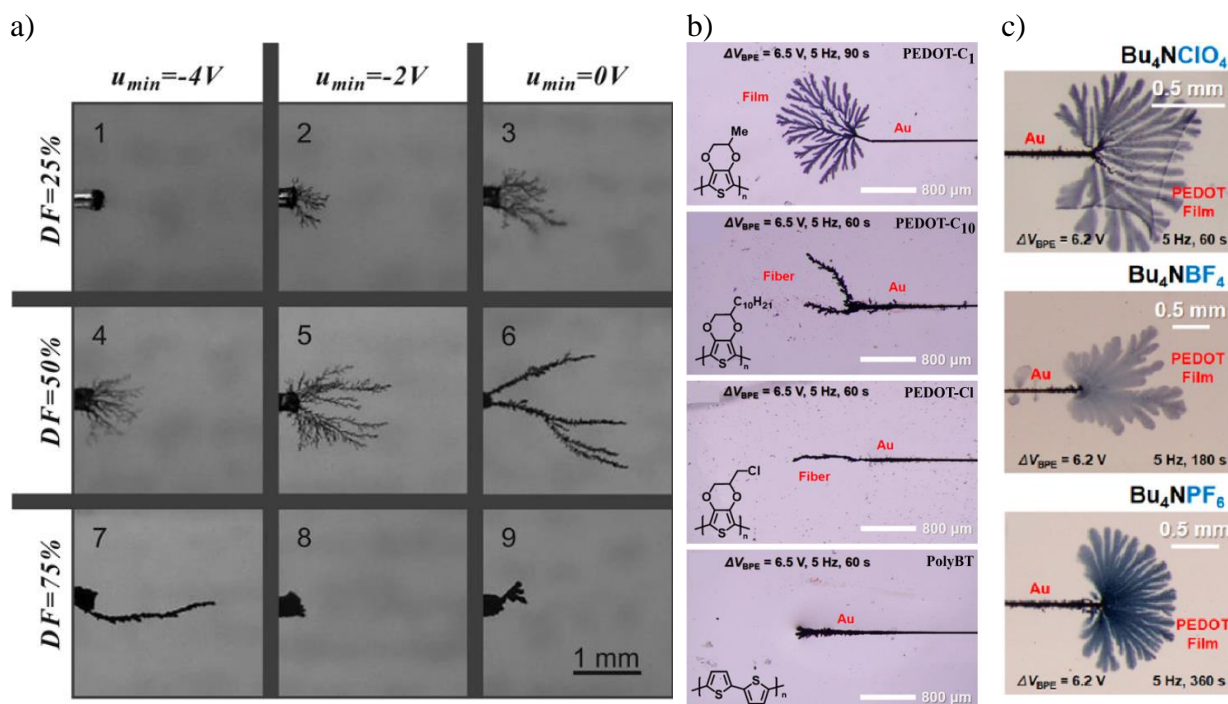 a)
u_min=-4V
u_min=-2V
u_min=0V
DF=25%
1
2
3
DF=50%
4
5
6
DF=75%
7
8
9
1 mm
b)
ΔV_BPE = 6.5 V, 5 Hz, 90 s
PEDOT-C₁
Film
Au
Me
O
O
S
n
800 µm
ΔV_BPE = 6.5 V, 5 Hz, 60 s
PEDOT-C₁₀
Fiber
Au
C₁₀H₂₁
O
O
S
n
800 µm
ΔV_BPE = 6.5 V, 5 Hz, 60 s
PEDOT-Cl
Au
Fiber
Cl
O
O
S
n
800 µm
ΔV_BPE = 6.5 V, 5 Hz, 60 s
PolyBT
Au
S
S
n
800 µm
c)
Bu₄NClO₄
0.5 mm
Au
PEDOT
Film
ΔV_BPE = 6.2 V
5 Hz, 60 s
Bu₄NBF₄
0.5 mm
Au
PEDOT
Film
ΔV_BPE = 6.2 V
5 Hz, 180 s
Bu₄NPF₆
0.5 mm
Au
PEDOT
Film
ΔV_BPE = 6.2 V
5 Hz, 360 s